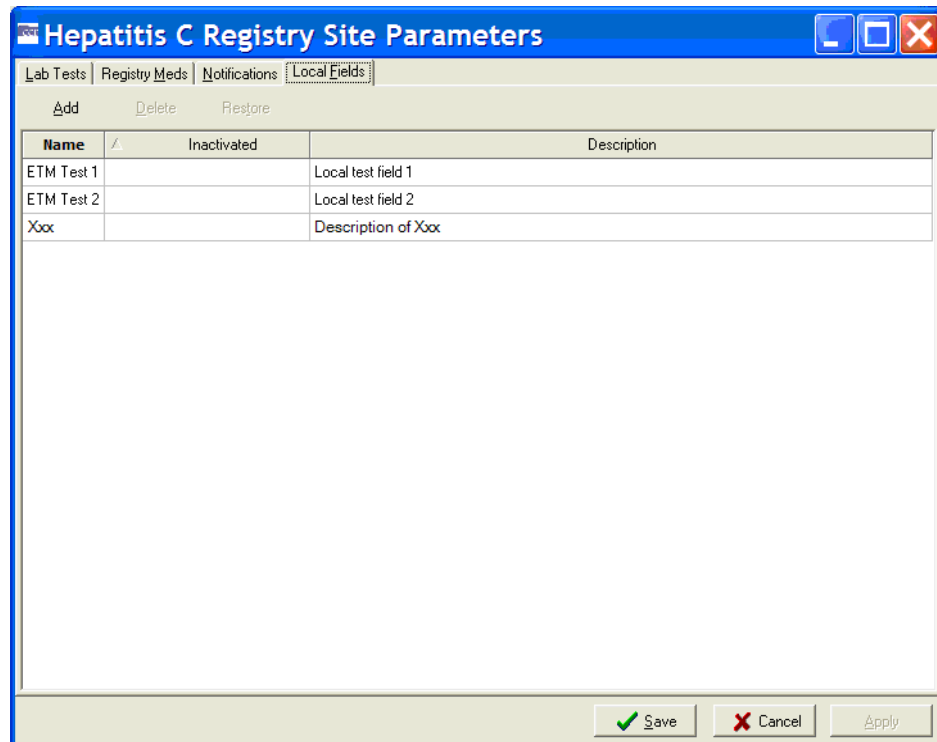 Hepatitis C Registry Site Parameters
Lab Tests Registry Meds Notifications Local Fields
Add Delete Restore
Name Inactivated Description
ETM Test 1 Local test field 1
ETM Test 2 Local test field 2
Xxx Description of Xxx
Save Cancel Apply